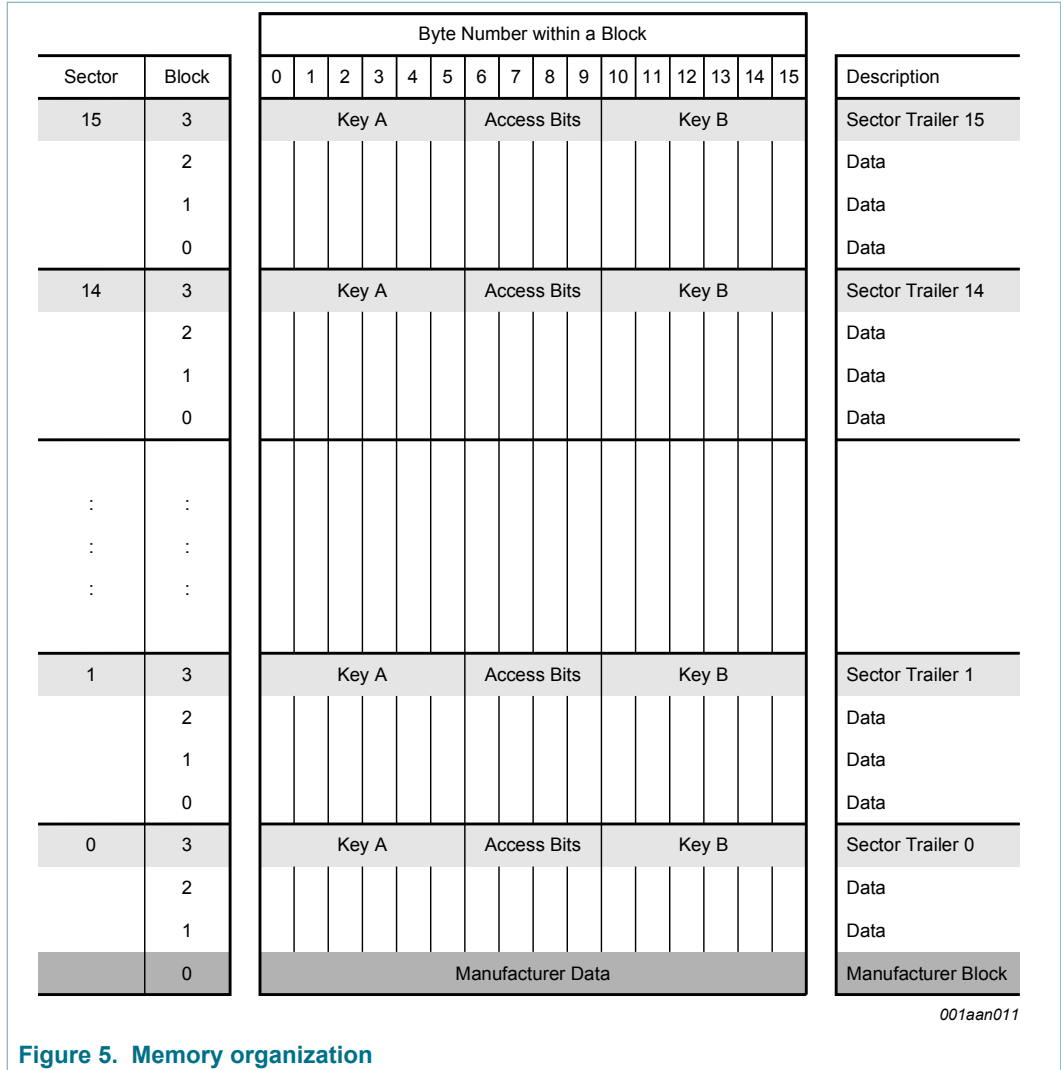 Byte Number within a Block
Sector Block 0 1 2 3 4 5 6 7 8 9 10 11 12 13 14 15 Description
15 3 Key A Access Bits Key B Sector Trailer 15
2 Data
1 Data
0 Data
14 3 Key A Access Bits Key B Sector Trailer 14
2 Data
1 Data
0 Data
: :
: :
: :
1 3 Key A Access Bits Key B Sector Trailer 1
2 Data
1 Data
0 Data
0 3 Key A Access Bits Key B Sector Trailer 0
2 Data
1 Data
0 Manufacturer Data Manufacturer Block
001aan011
Figure 5. Memory organization